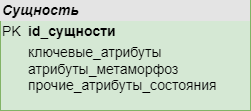 Сущность
PK id_сущности
ключевые_атрибуты
атрибуты_метаморфоз
прочие_атрибуты_состояния